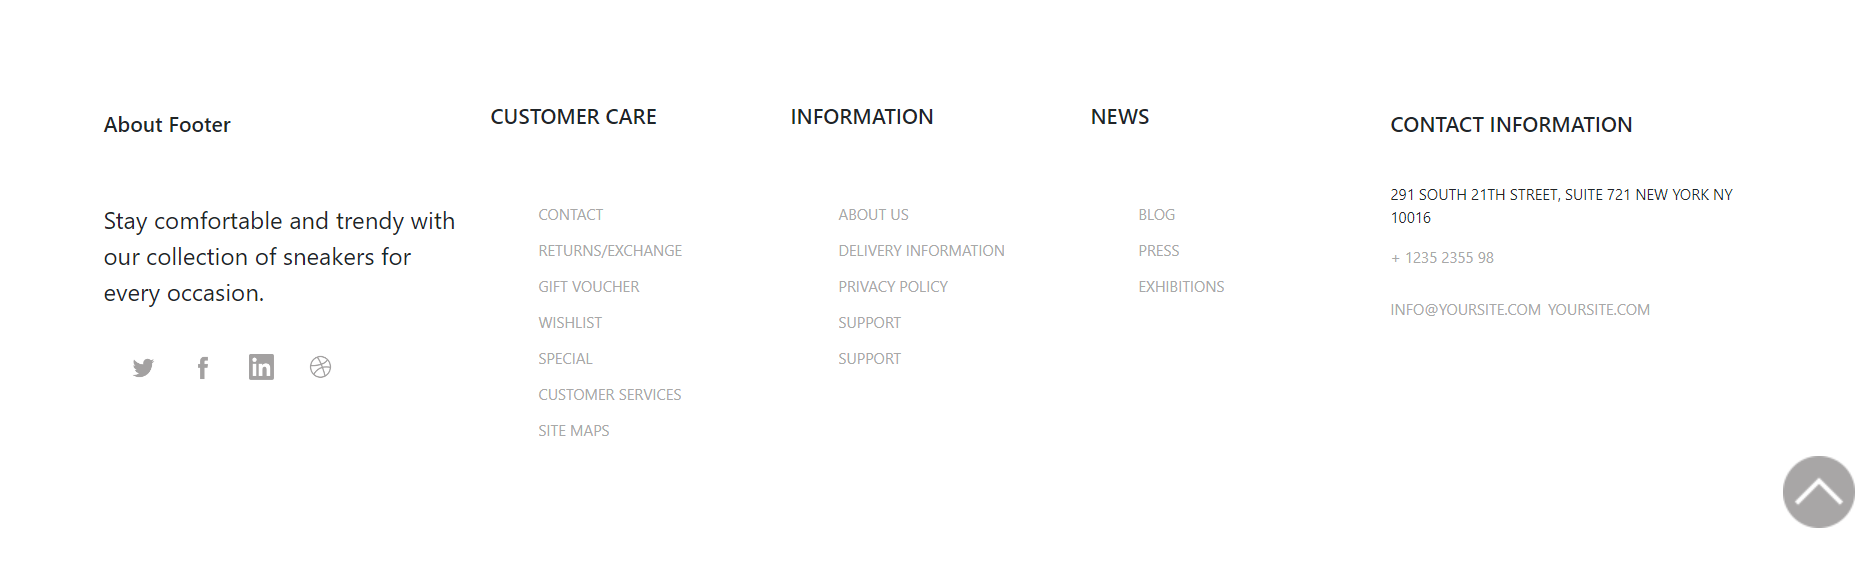 About Footer
Stay comfortable and trendy with
our collection of sneakers for
every occasion.
CUSTOMER CARE
CONTACT
RETURNS/EXCHANGE
GIFT VOUCHER
WISHLIST
SPECIAL
CUSTOMER SERVICES
SITE MAPS
INFORMATION
ABOUT US
DELIVERY INFORMATION
PRIVACY POLICY
SUPPORT
SUPPORT
NEWS
BLOG
PRESS
EXHIBITIONS
CONTACT INFORMATION
291 SOUTH 21TH STREET, SUITE 721 NEW YORK NY
10016
+ 1235 2355 98
INFO@YOURSITE.COM YOURSITE.COM